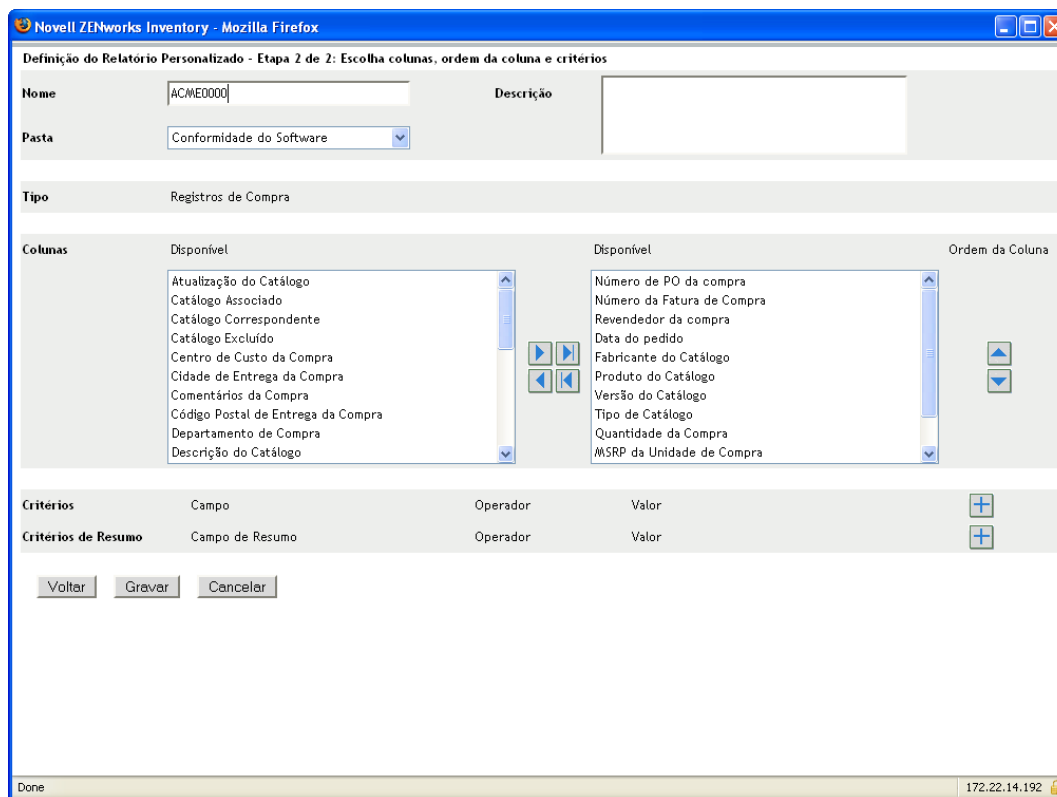 Novell ZENworks Inventory - Mozilla Firefox
Definição do Relatório Personalizado - Etapa 2 de 2: Escolha colunas, ordem da coluna e critérios
Nome ACME0000 Descrição
Pasta Conformidade do Software
Tipo Registros de Compra
Colunas Disponível Disponível Ordem da Coluna
Atualização do Catálogo Número de PO da compra
Catálogo Associado Número da Fatura de Compra
Catálogo Correspondente Revendedor da compra
Catálogo Excluído Data do pedido
Centro de Custo da Compra Fabricante do Catálogo
Cidade de Entrega da Compra Produto do Catálogo
Comentários da Compra Versão do Catálogo
Código Postal de Entrega da Compra Tipo de Catálogo
Departamento de Compra Quantidade da Compra
Descrição do Catálogo MSRP da Unidade de Compra
Critérios Campo Operador Valor
Critérios de Resumo Campo de Resumo Operador Valor
Voltar Gravar Cancelar
Done 172.22.14.192